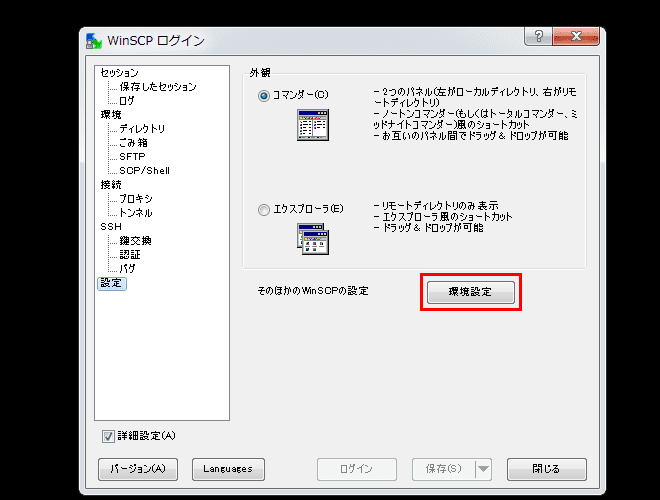 WinSCP ログイン
セッション
保存したセッション
ログ
環境
ディレクトリ
ごみ箱
SFTP
SCP/Shell
接続
プロキシ
トンネル
SSH
鍵交換
認証
バグ
設定
外観
コマンダー(C)
- 2つのパネル(左がローカルディレクトリ、右がリモ
ートディレクトリ)
- ノートンコマンダー(もしくはトータルコマンダー、ミ
ッドナイトコマンダー)風のショートカット
- お互いのパネル間でドラッグ & ドロップが可能
エクスプローラ(E)
- リモートディレクトリのみ表示
- エクスプローラ風のショートカット
- ドラッグ & ドロップが可能
そのほかのWinSCPの設定
環境設定
詳細設定(A)
バージョン(A)
Languages
ログイン
保存(S)
閉じる